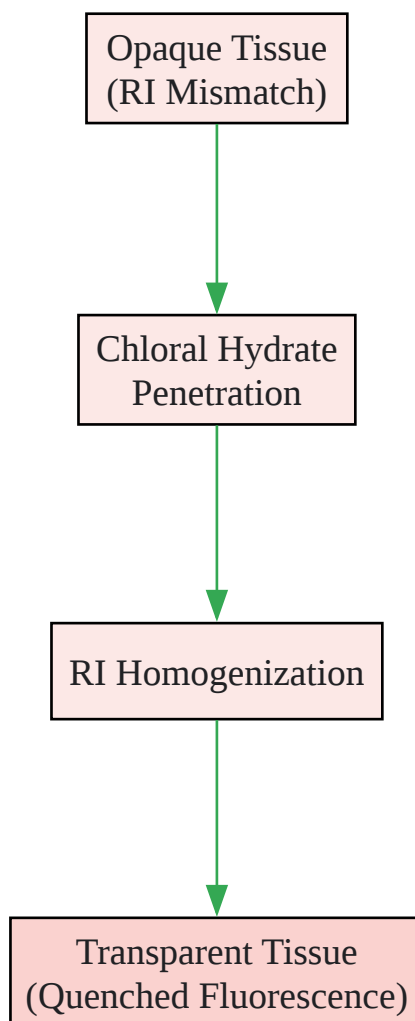 Opaque Tissue
(RI Mismatch)
Chloral Hydrate
Penetration
RI Homogenization
Transparent Tissue
(Quenched Fluorescence)